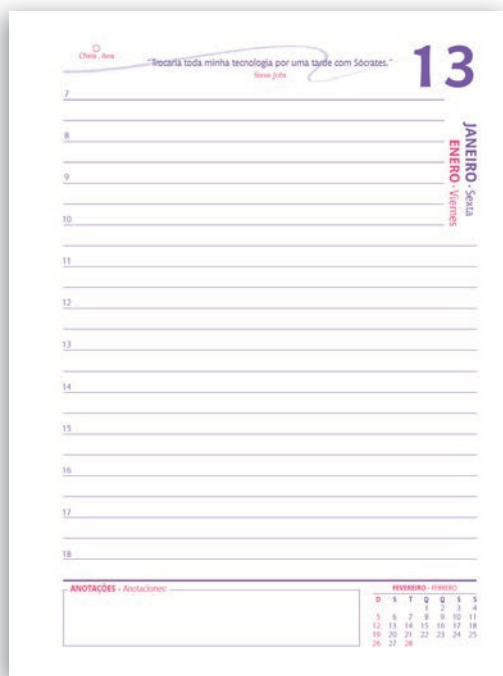 Cheia . llena
"Trocaria toda minha tecnologia por uma tarde com Sócrates."
Steve Jobs
13
JANEIRO - Sexta
ENERO - Viernes
7
8
9
10
11
12
13
14
15
16
17
18
ANOTAÇÕES - Anotaciones:
FEVEREIRO - FEBRERO
D S T Q Q S S
1 2 3 4
5 6 7 8 9 10 11
12 13 14 15 16 17 18
19 20 21 22 23 24 25
26 27 28